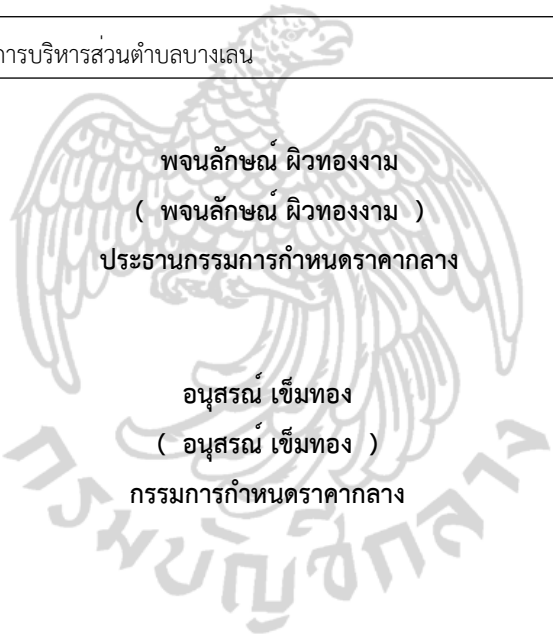 การบริหารส่วนตำบลบางเลน
พจนลักษณ์ ผิวทองงาม
( พจนลักษณ์ ผิวทองงาม )
ประธานกรรมการกำหนดราคากลาง
อนุสรณ์ เข็มทอง
( อนุสรณ์ เข็มทอง )
กรรมการกำหนดราคากลาง
กรมบัญชีกลาง